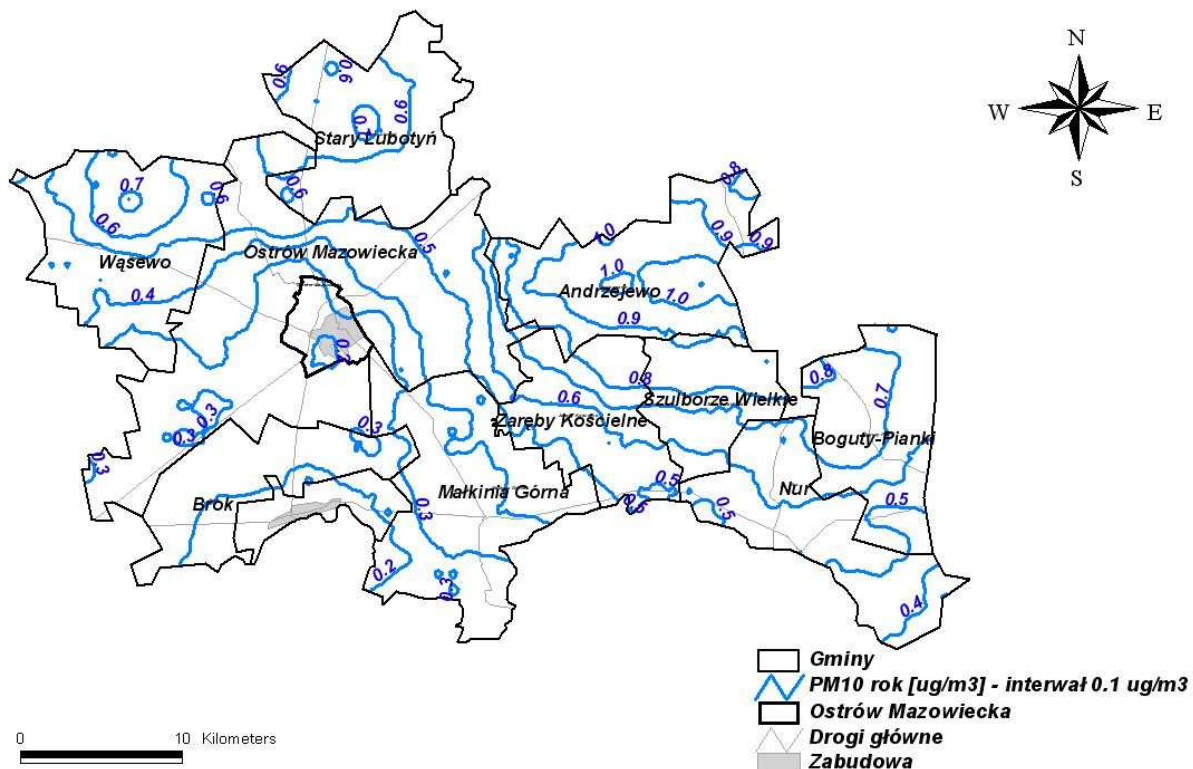 N
W E
S
0.6
0.6
0.6
0.7
Stary Lubotyń
0.6
0.7
0.6
0.6
Wąsewo
0.4
Ostrów Mazowiecka
0.5
0.8
0.9
0.9
1.0
1.0
1.0
Andrzejewo
0.9
0.2
0.8
0.6
Szulborze Wielkie
Zaręby Kościelne
0.8
0.7
Boguty-Pianki
0.3
0.3
0.3
0.3
Brok
Małkinia Górna
0.3
0.5
0.5
0.5
Nur
0.5
0.2
0.3
0.4
Gminy
PM10 rok [ug/m3] - interwał 0.1 ug/m3
Ostrów Mazowiecka
Drogi główne
Zabudowa
0 10 Kilometers